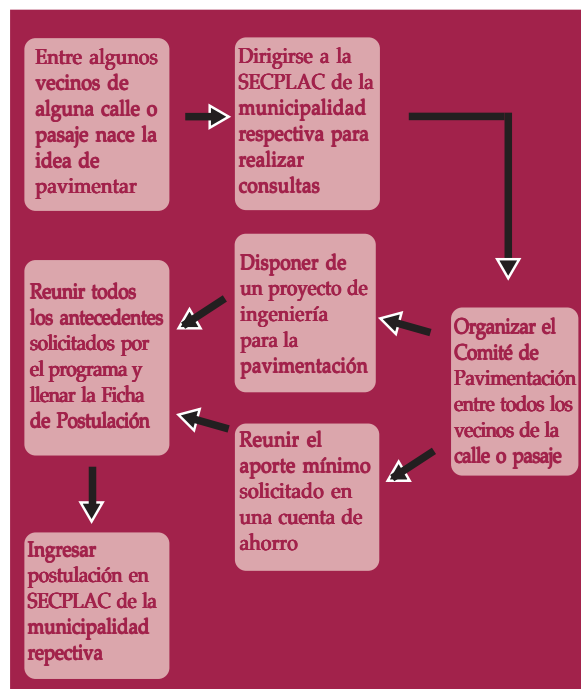 Entre algunos
vecinos de
alguna calle o
pasaje nace la
idea de
pavimentar
Dirigirse a la
SECPLAC de la
municipalidad
respectiva para
realizar
consultas
Organizar el
Comité de
Pavimentación
entre todos los
vecinos de la
calle o pasaje
Disponer de
un proyecto de
ingeniería
para la
pavimentación
Reunir el
aporte mínimo
solicitado en
una cuenta de
ahorro
Reunir todos
los antecedentes
solicitados por
el programa y
llenar la Ficha
de Postulación
Ingresar
postulación en
SECPLAC de la
municipalidad
repectiva